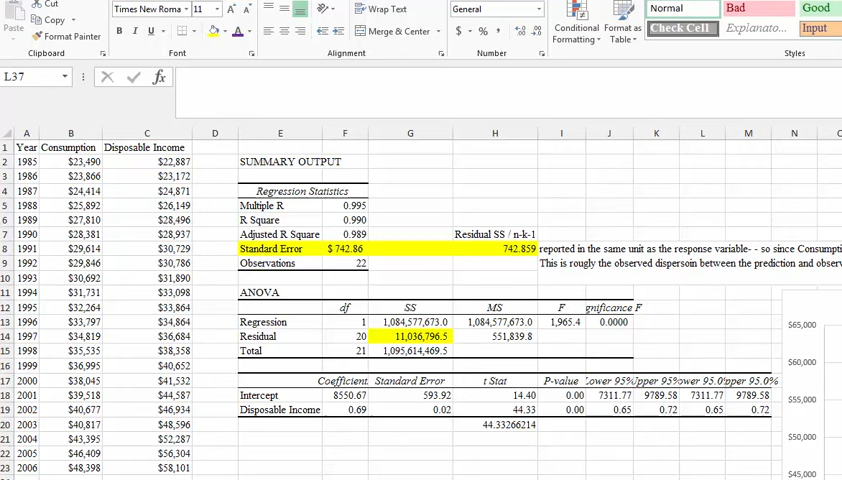 Cut
Copy
Format Painter
Paste
Clipboard
Times New Roma
11
A A
B I U
A
Font
Wrap Text
Merge & Center
Alignment
General
$ % ,
Number
Conditional Formatting
Format as Table
Normal Bad Good
Check Cell Explanato... Input
Styles
L37
fx
A B C D E F G H I J K L M N
1 Year Consumption Disposable Income
2 1985 $23,490 $22,887 SUMMARY OUTPUT
3 1986 $23,866 $23,172
4 1987 $24,414 $24,871 Regression Statistics
5 1988 $25,892 $26,149 Multiple R 0.995
6 1989 $27,810 $28,496 R Square 0.990
7 1990 $28,381 $28,937 Adjusted R Square 0.989 Residual SS / n-k-1
8 1991 $29,614 $30,729 Standard Error $ 742.86 742.859 reported in the same unit as the response variable- - so since Consumpti
9 1992 $29,846 $30,786 Observations 22 This is rougly the observed dispersoin between the prediction and observ
10 1993 $30,692 $31,890
11 1994 $31,731 $33,098 ANOVA
12 1995 $32,264 $33,864 df SS MS F gnificance F
13 1996 $33,797 $34,864 Regression 1 1,084,577,673.0 1,084,577,673.0 1,965.4 0.0000
14 1997 $34,819 $36,684 Residual 20 11,036,796.5 551,839.8
15 1998 $35,535 $38,358 Total 21 1,095,614,469.5
16 1999 $36,995 $40,652
17 2000 $38,045 $41,532 Coefficient Standard Error t Stat P-value Lower 95% Upper 95% ower 95.0% pper 95.0%
18 2001 $39,518 $44,587 Intercept 8550.67 593.92 14.40 0.00 7311.77 9789.58 7311.77 9789.58
19 2002 $40,677 $46,934 Disposable Income 0.69 0.02 44.33 0.00 0.65 0.72 0.65 0.72
20 2003 $40,817 $48,596 44.33266214
21 2004 $43,395 $52,287
22 2005 $46,409 $56,304
23 2006 $48,398 $58,101
$65,000
$60,000
$55,000
$50,000
$45,000